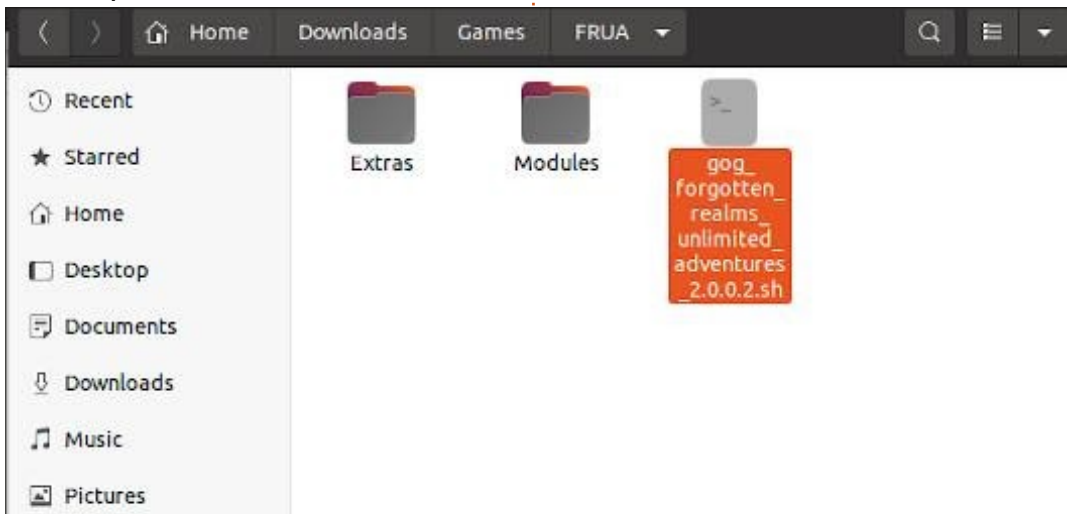 Home Downloads Games FRUA
Recent
Starred
Home
Desktop
Documents
Downloads
Music
Pictures
Extras
Modules
>_
gog_
forgotten_
realms_
unlimited_
adventures
_2.0.0.2.sh